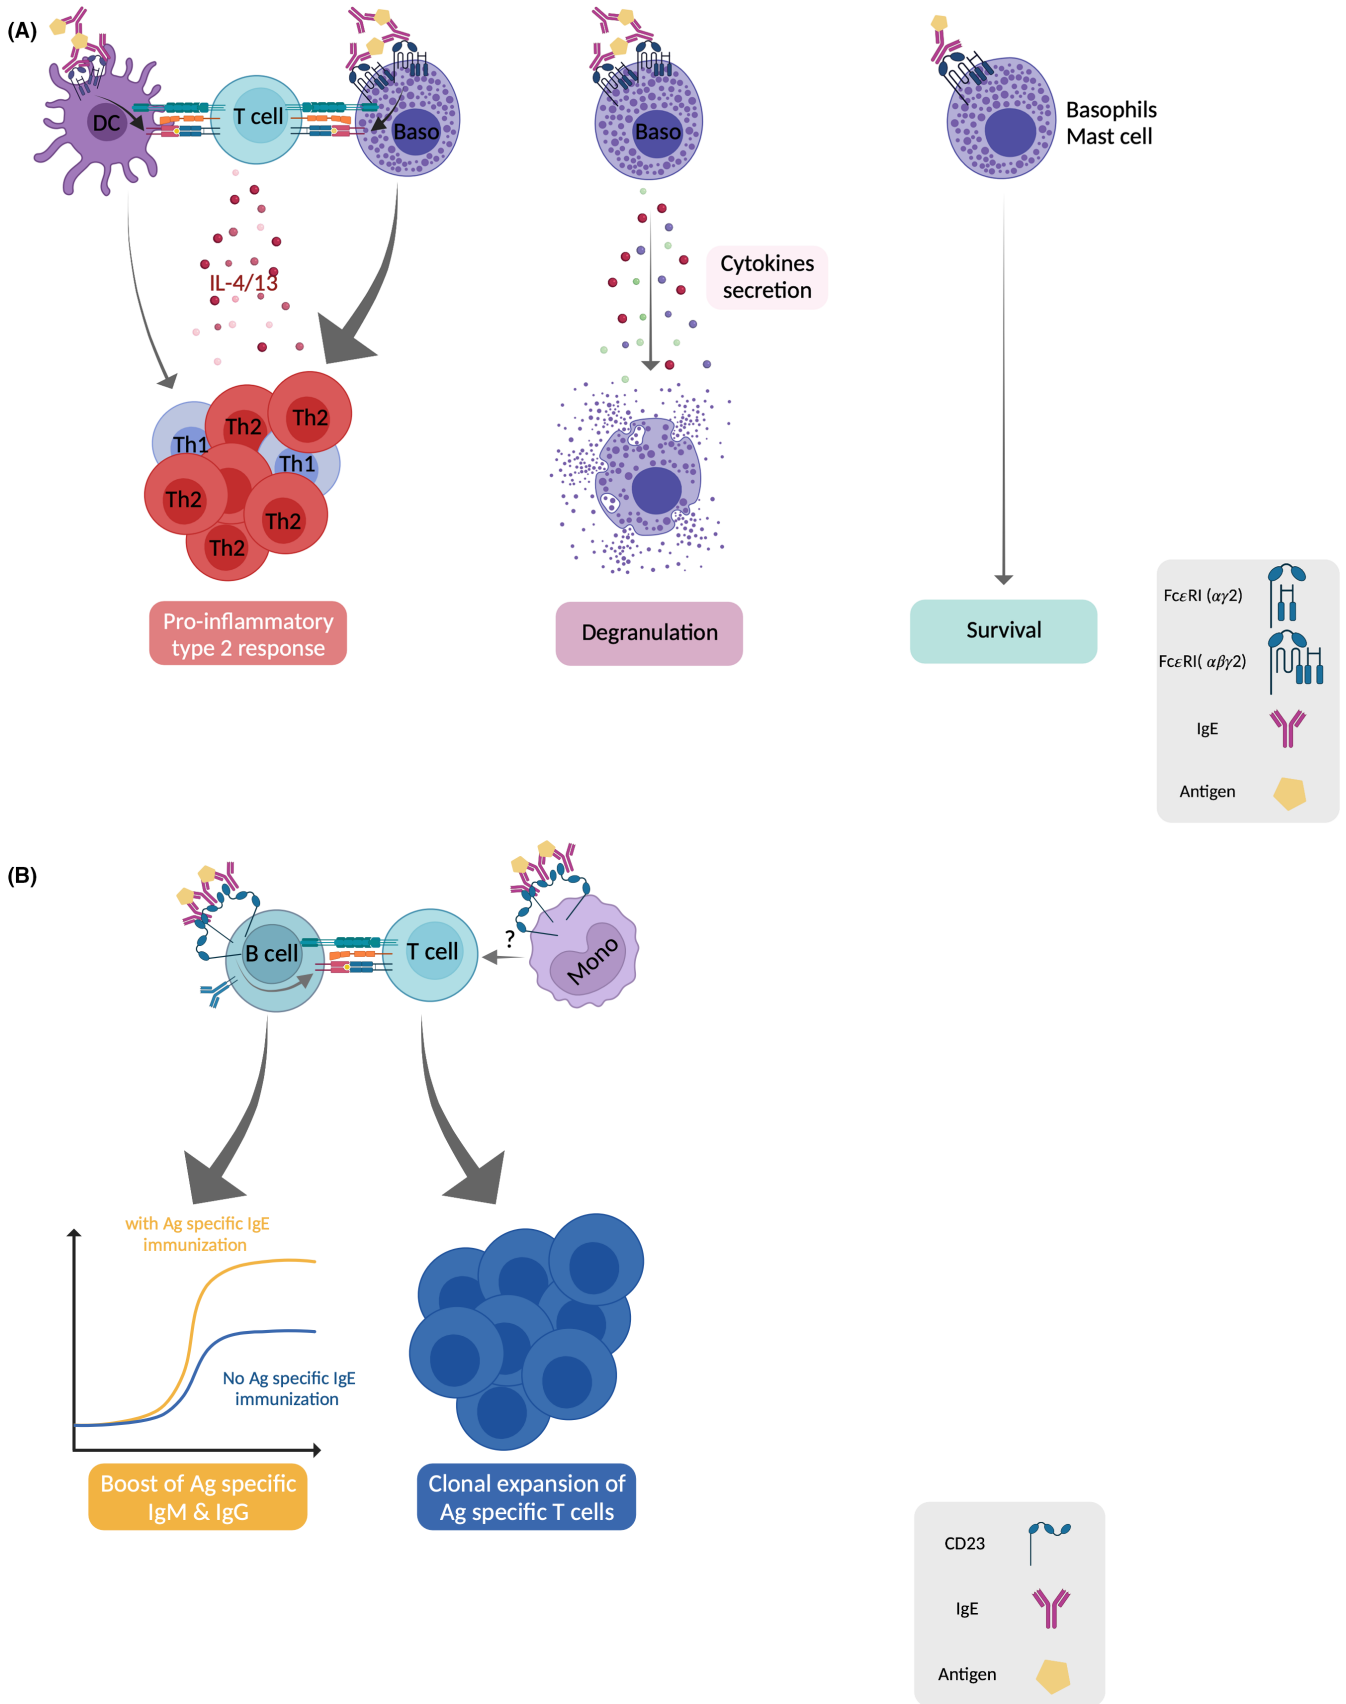 (A)
DC
T cell
Baso
Baso
Basophils
Mast cell
IL-4/13
Cytokines
secretion
Th2
Th2
Th1
Th1
Th2
Th2
Th2
Pro-inflammatory
type 2 response
Degranulation
Survival
FcεRI (αγ2)
FcεRI( αβγ2)
IgE
Antigen
(B)
B cell
T cell
?
Mono
with Ag specific IgE
immunization
No Ag specific IgE
immunization
Boost of Ag specific
IgM & IgG
Clonal expansion of
Ag specific T cells
CD23
IgE
Antigen